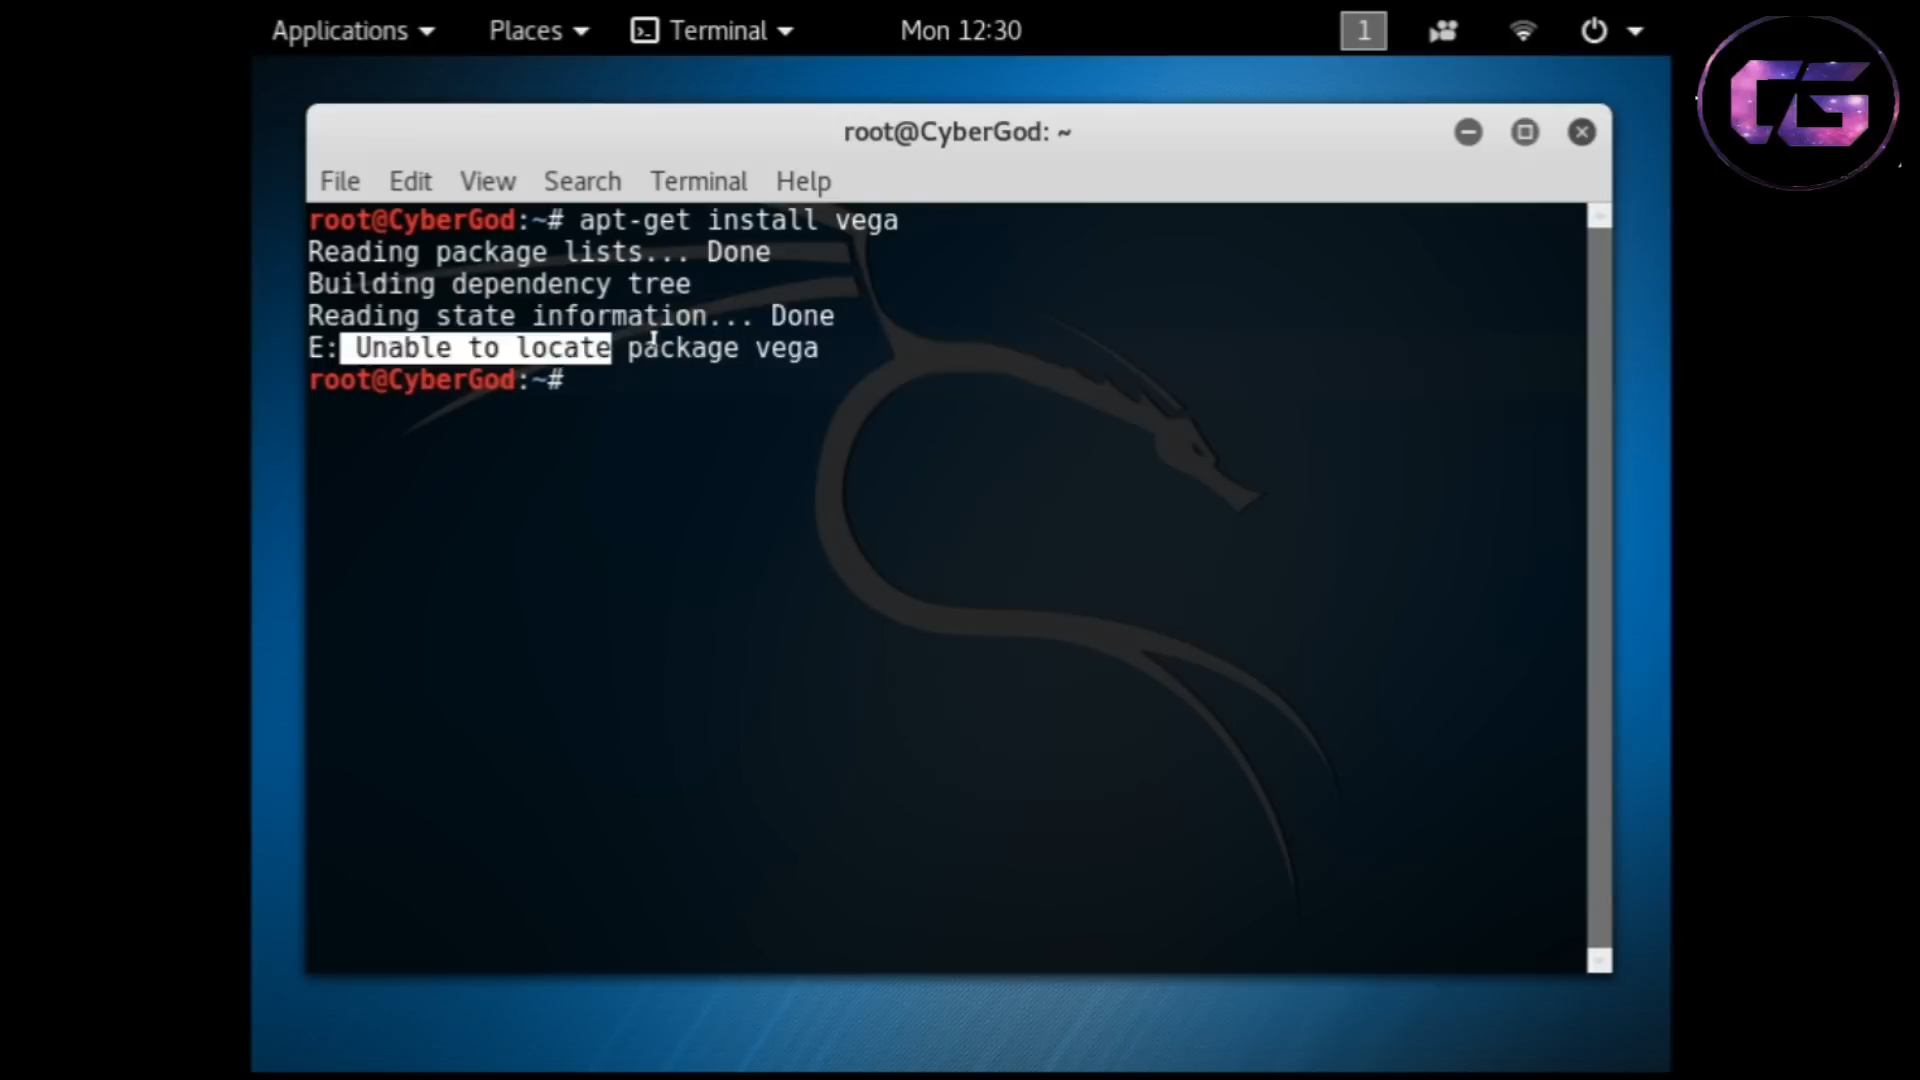 Applications Places Terminal Mon 12:30 1
CG
root@CyberGod: ~
File Edit View Search Terminal Help
root@CyberGod:~# apt-get install vega
Reading package lists... Done
Building dependency tree
Reading state information... Done
E: Unable to locate package vega
root@CyberGod:~#